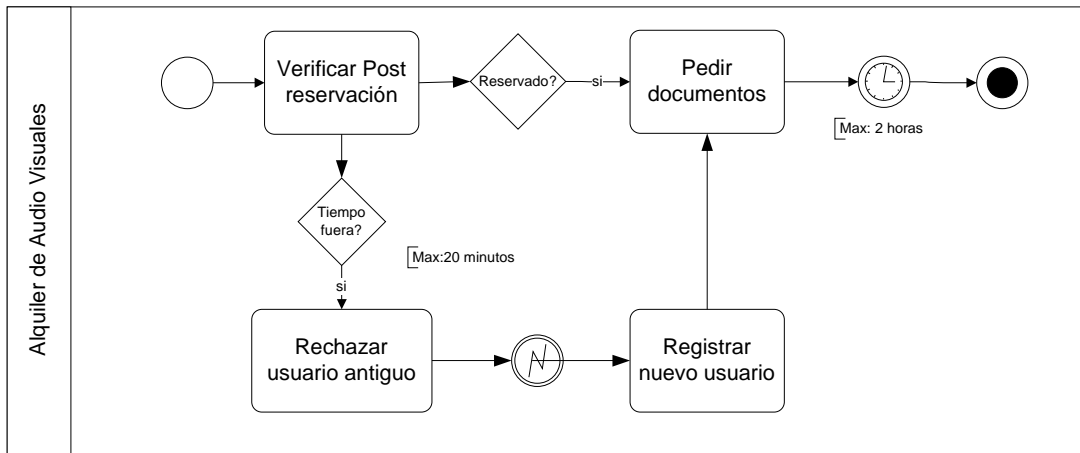 Alquiler de Audio Visuales
Verificar Post
reservación
Reservado?
si
Pedir
documentos
Max: 2 horas
Tiempo
fuera?
Max:20 minutos
si
Rechazar
usuario antiguo
Registrar
nuevo usuario